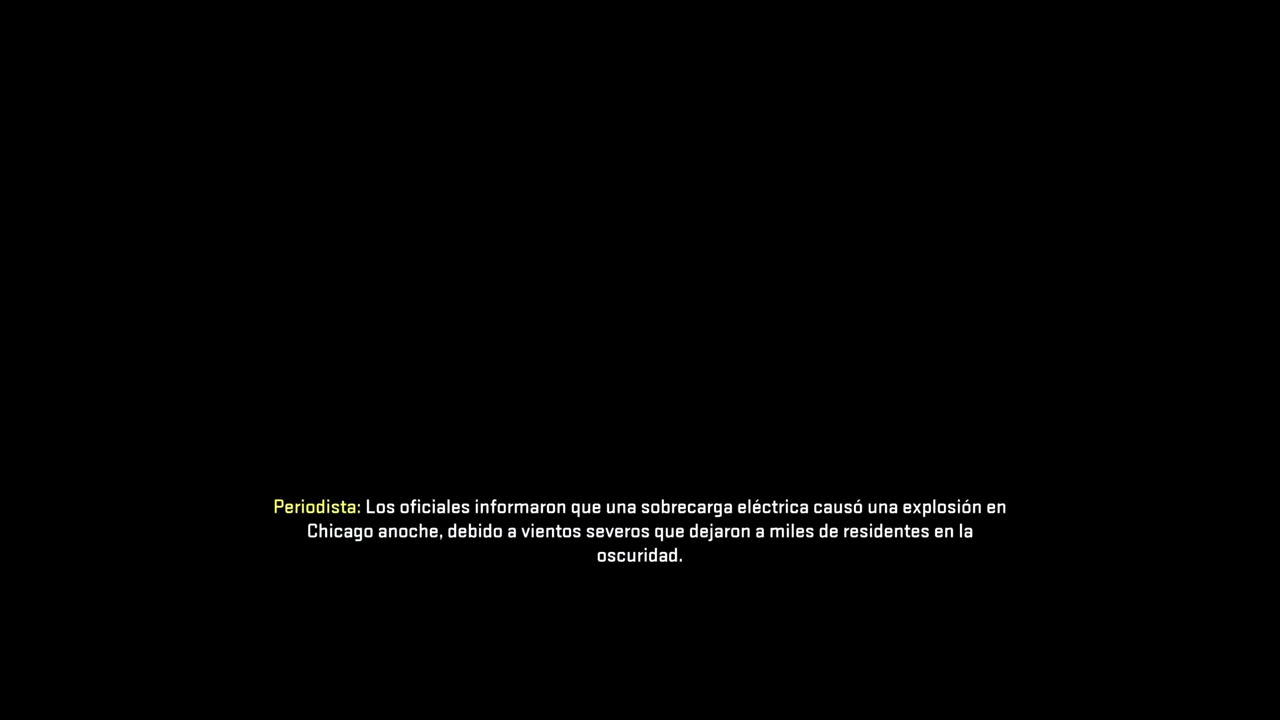 Periodista: Los oficiales informaron que una sobrecarga eléctrica causó una explosión en
Chicago anoche, debido a vientos severos que dejaron a miles de residentes en la
oscuridad.